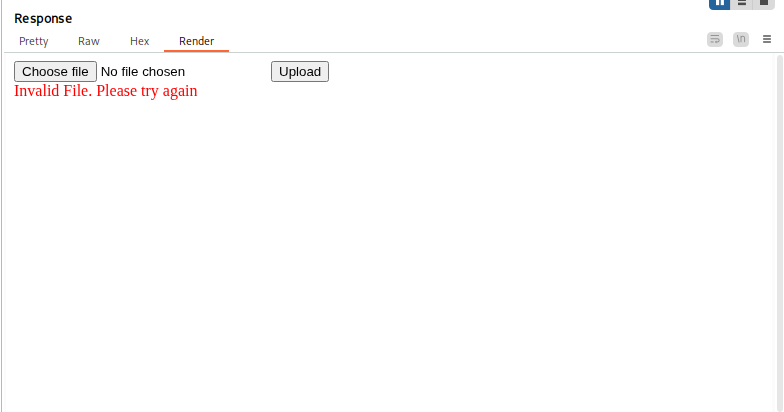 Response
Pretty Raw Hex Render \n
Choose file No file chosen Upload
Invalid File. Please try again